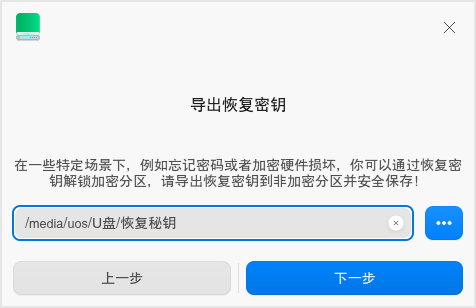 导出恢复密钥
在一些特定场景下，例如忘记密码或者加密硬件损坏，你可以通过恢复密
钥解锁加密分区，请导出恢复密钥到非加密分区并安全保存！
/media/uos/U盘/恢复秘钥
上一步
下一步